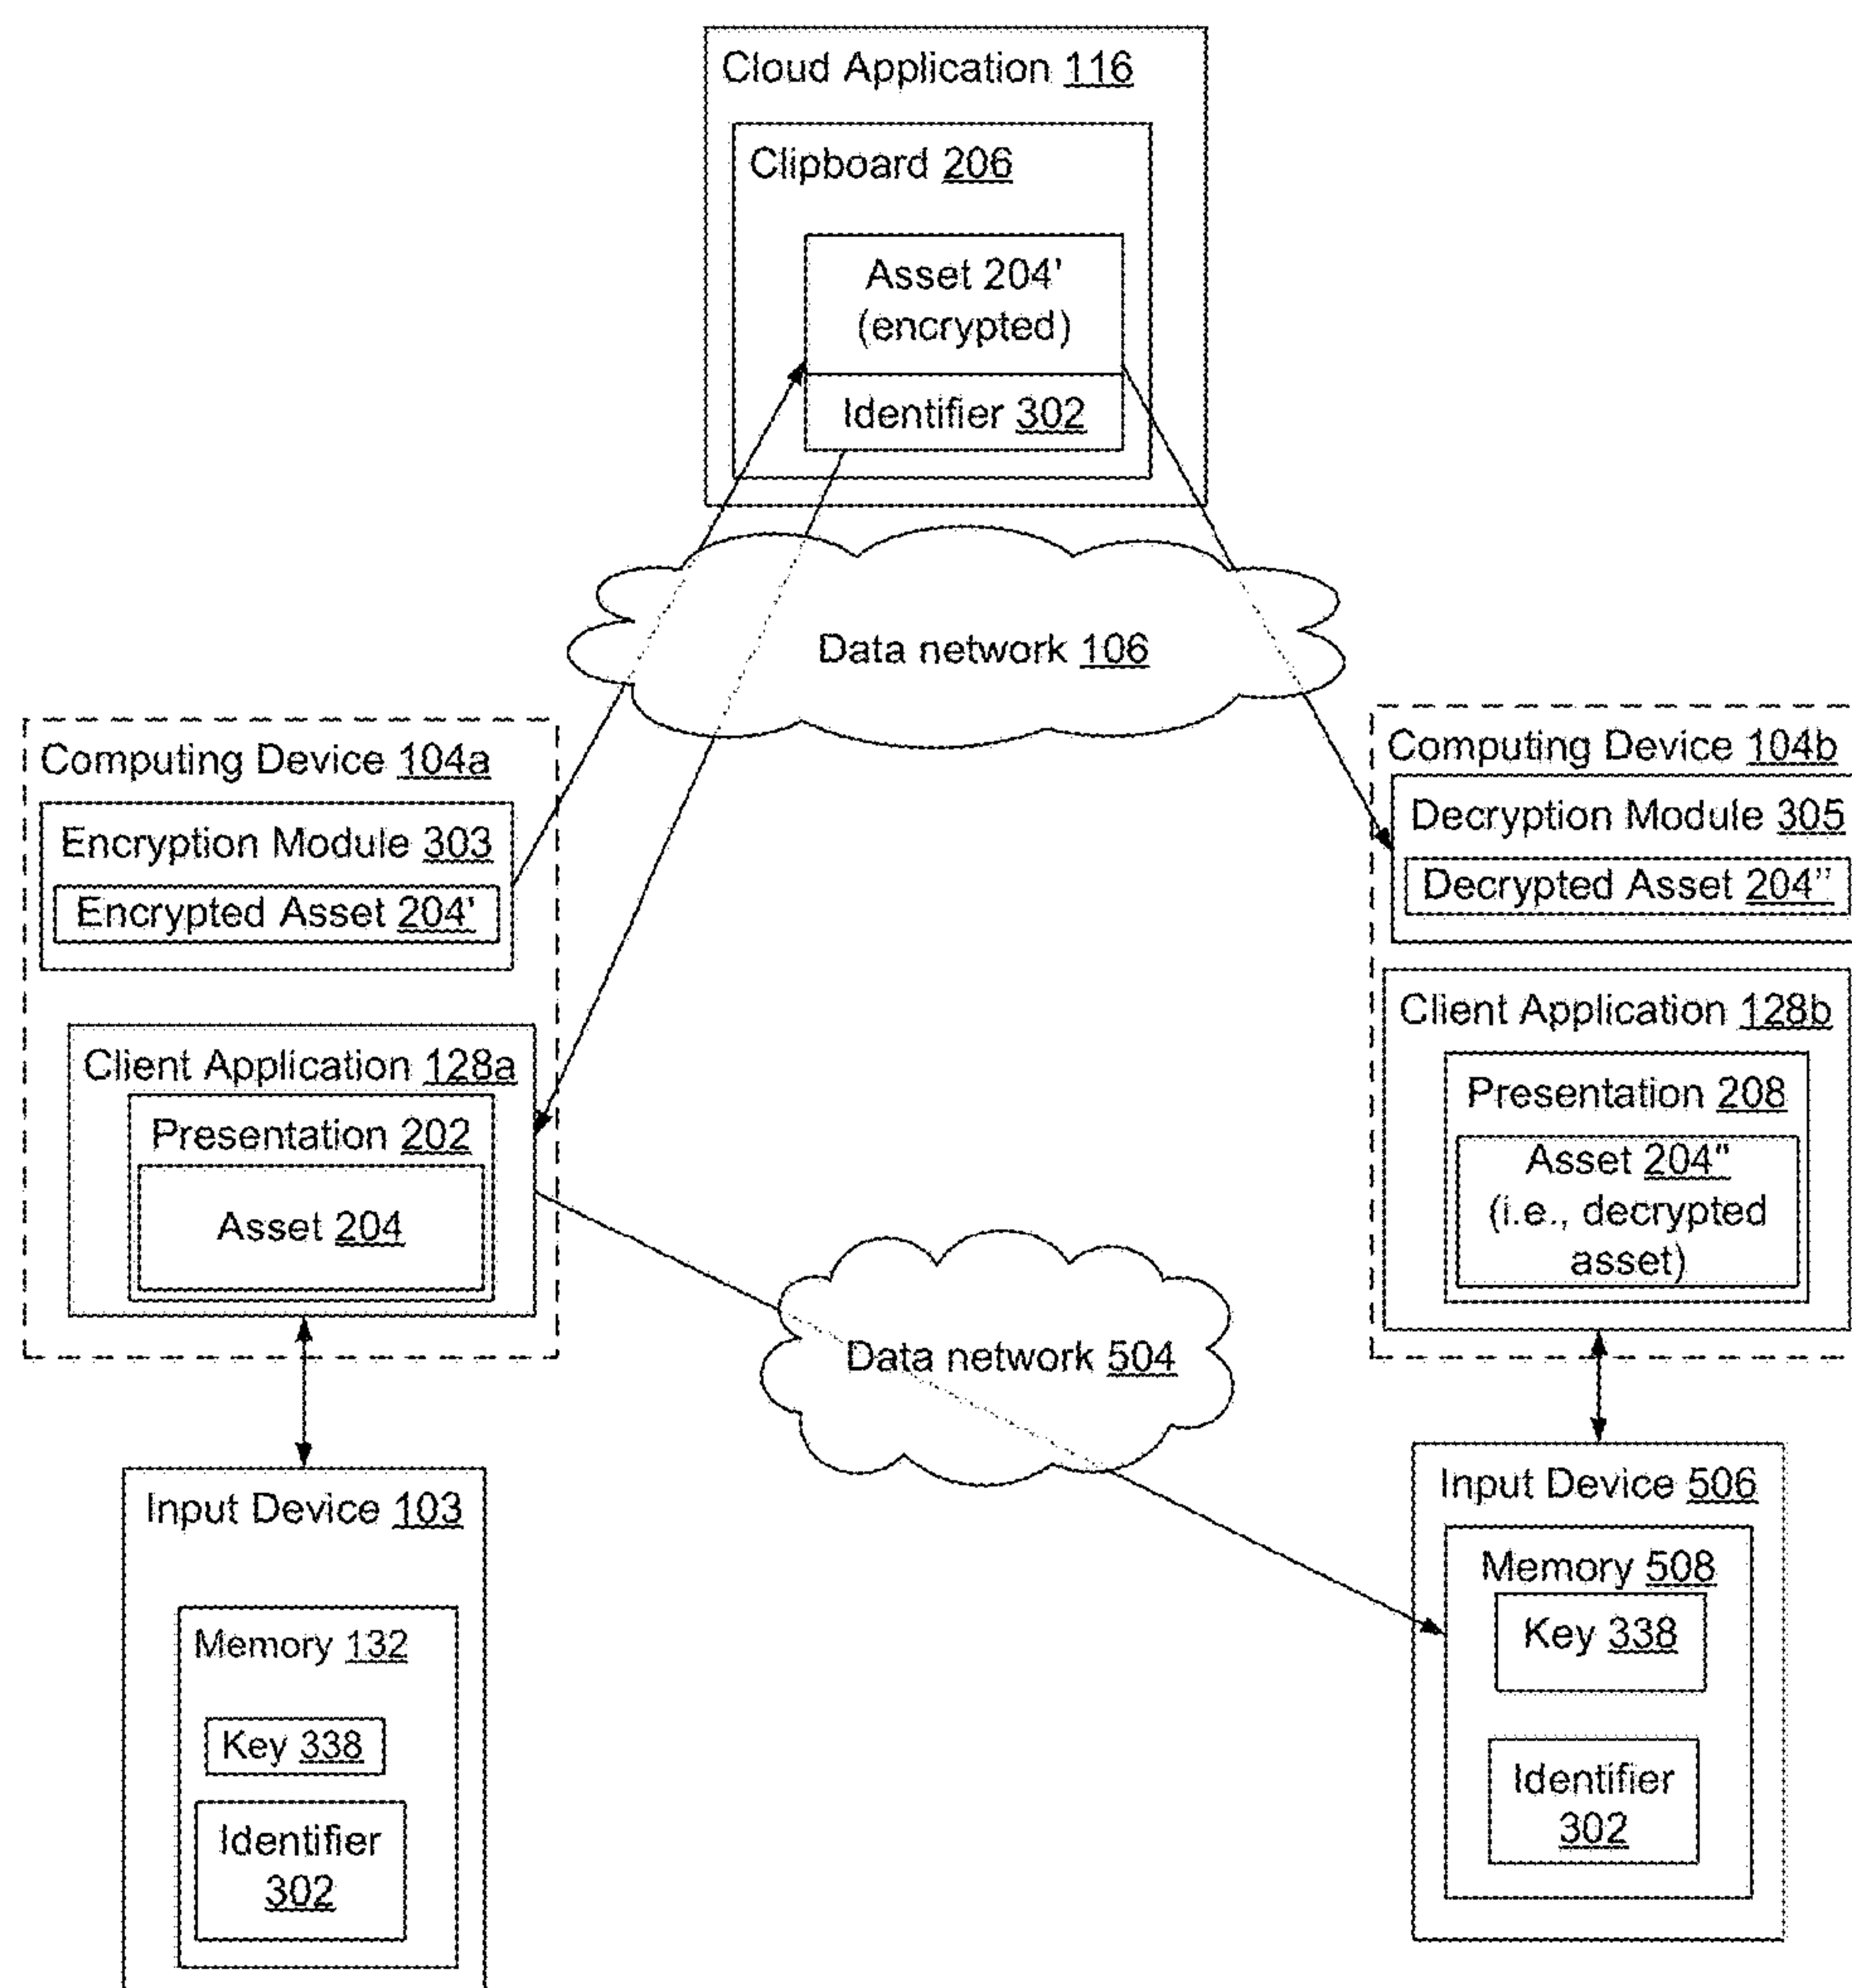 Cloud Application 116
Clipboard 206
Asset 204'
(encrypted)
Identifier 302
Data network 106
Computing Device 104a
Encryption Module 303
Encrypted Asset 204'
Client Application 128a
Presentation 202
Asset 204
Computing Device 104b
Decryption Module 305
Decrypted Asset 204"
Client Application 128b
Presentation 208
Asset 204"
(i.e., decrypted
asset)
Data network 504
Input Device 103
Memory 132
Key 338
Identifier
302
Input Device 506
Memory 508
Key 338
Identifier
302